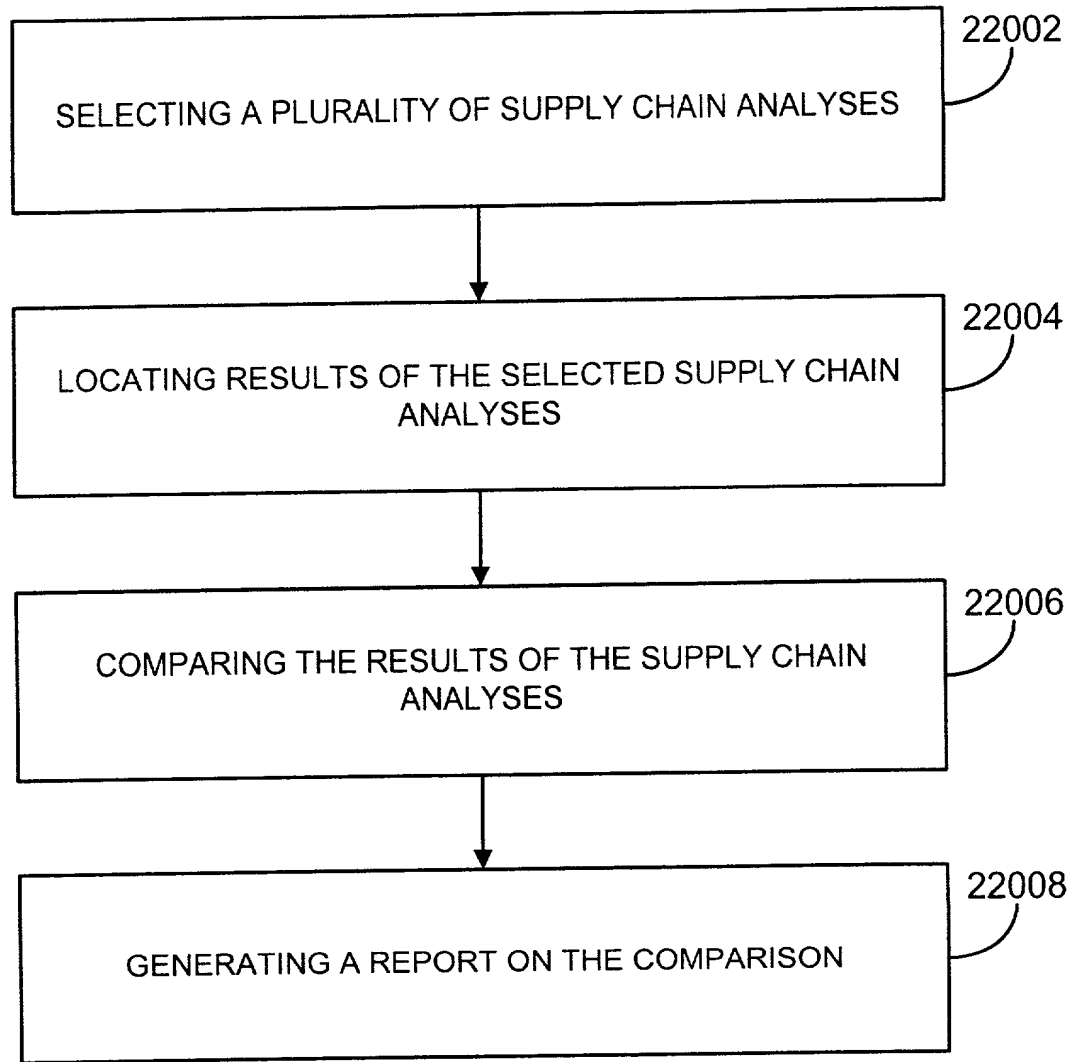 22002
SELECTING A PLURALITY OF SUPPLY CHAIN ANALYSES
22004
LOCATING RESULTS OF THE SELECTED SUPPLY CHAIN
ANALYSES
22006
COMPARING THE RESULTS OF THE SUPPLY CHAIN
ANALYSES
22008
GENERATING A REPORT ON THE COMPARISON